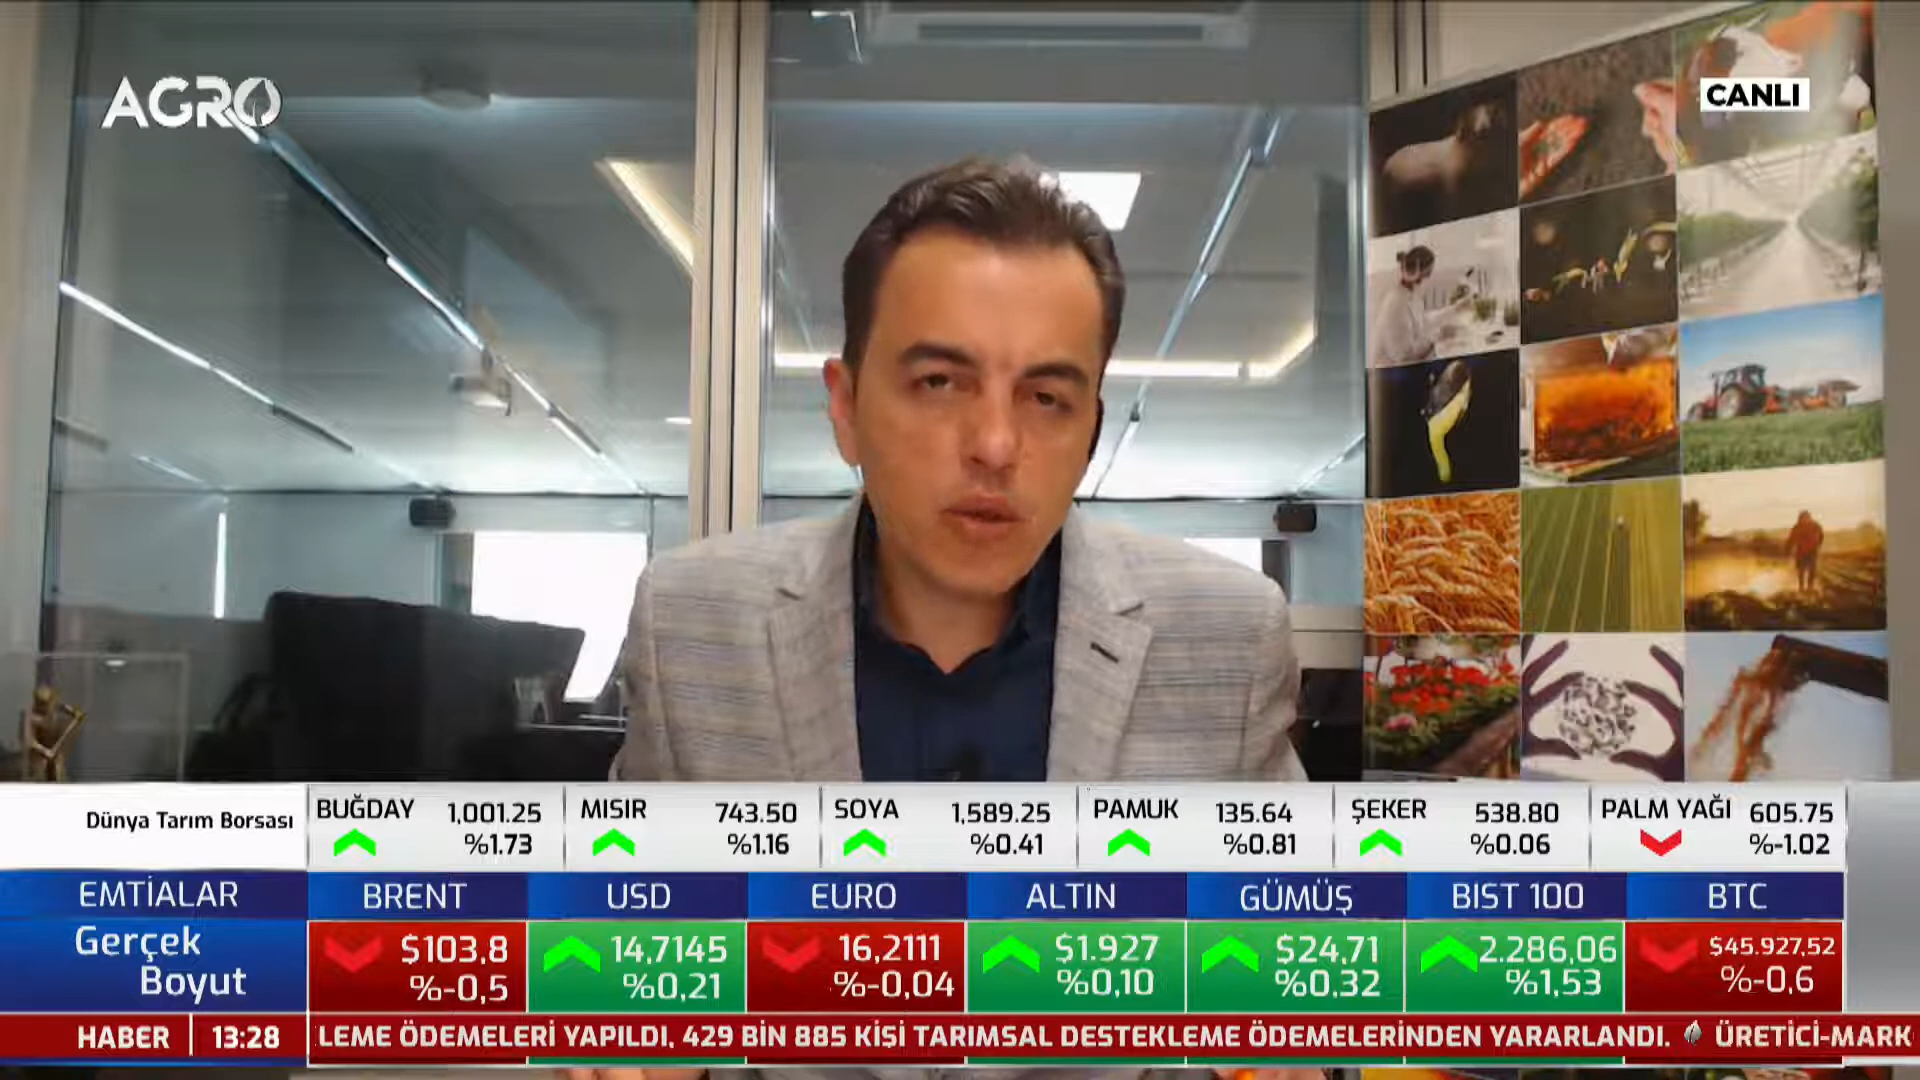 AGRO
CANLI
Dünya Tarım Borsası
BUĞDAY 1,001.25
%1.73
MISIR 743.50
%1.16
SOYA 1,589.25
%0.41
PAMUK 135.64
%0.81
ŞEKER 538.80
%0.06
PALM YAĞI 605.75
%-1.02
EMTİALAR
BRENT
USD
EURO
ALTIN
GÜMÜŞ
BIST 100
BTC
Gerçek
Boyut
$103,8
%-0,5
14,7145
%0,21
16,2111
%-0,04
$1.927
%0,10
$24,71
%0,32
2.286,06
%1,53
$45.927,52
%-0,6
HABER 13:28
LEME ÖDEMELERİ YAPILDI, 429 BİN 885 KİŞİ TARIMSAL DESTEKLEME ÖDEMELERİNDEN YARARLANDI. ÜRETİCİ-MARK